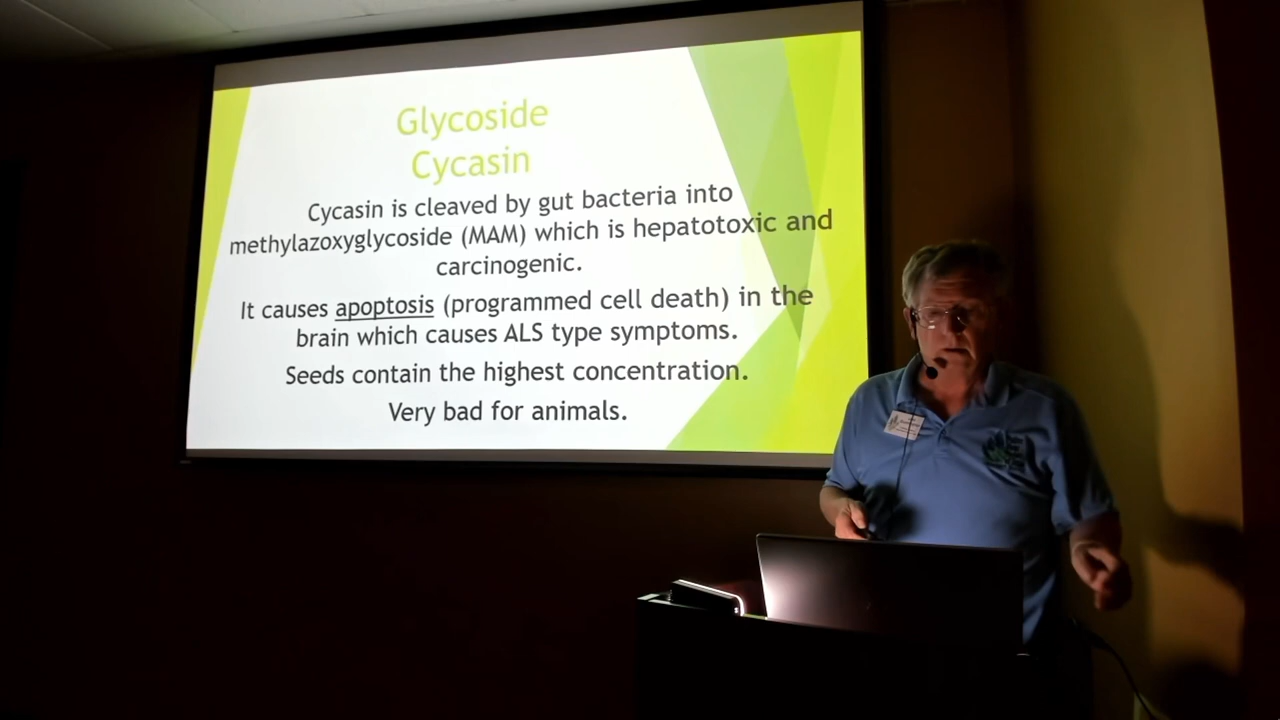 Glycoside
Cycasin
Cycasin is cleaved by gut bacteria into
methylazoxyglycoside (MAM) which is hepatotoxic and
carcinogenic.
It causes apoptosis (programmed cell death) in the
brain which causes ALS type symptoms.
Seeds contain the highest concentration.
Very bad for animals.